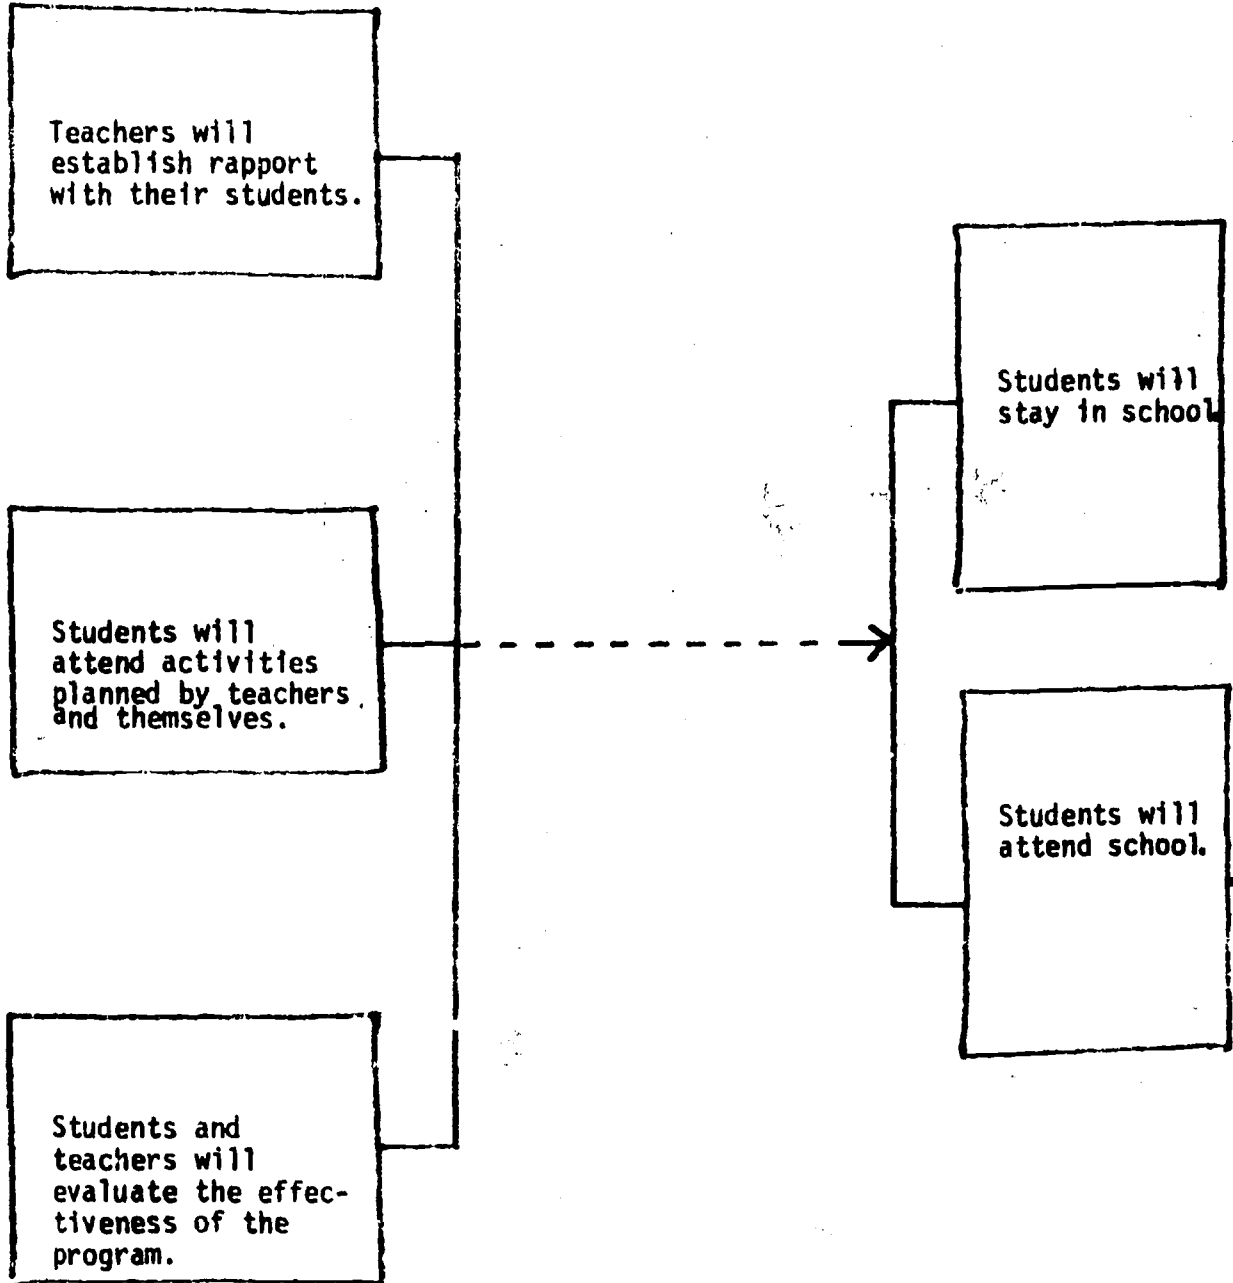 Teachers will
establish rapport
with their students.
Students will
attend activities
planned by teachers
and themselves.
Students and
teachers will
evaluate the effec-
tiveness of the
program.
Students will
stay in school.
Students will
attend school.